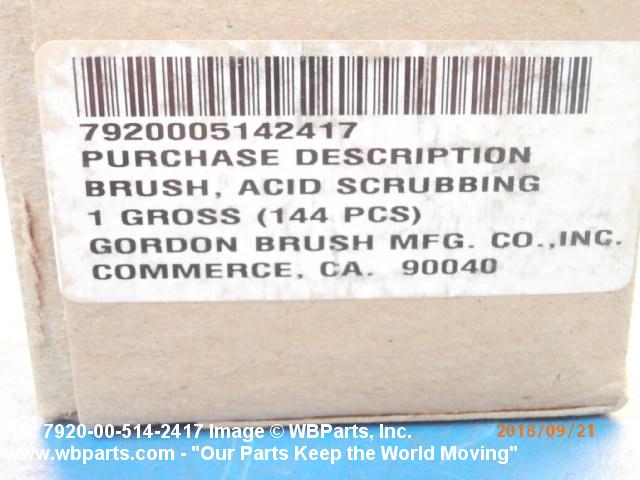 7920005142417
PURCHASE DESCRIPTION
BRUSH, ACID SCRUBBING
1 GROSS (144 PCS)
GORDON BRUSH MFG. CO.,INC.
COMMERCE, CA. 90040
7920-00-514-2417 Image © WBParts, Inc.
2018/09/21
www.wbparts.com - "Our Parts Keep the World Moving"